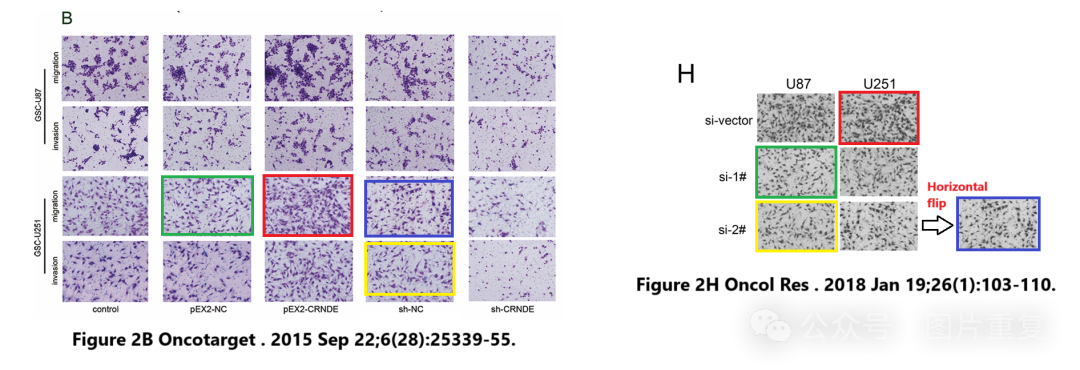 B
GSC-U87
migration
invasion
GSC-U251
migration
invasion
control pEX2-NC pEX2-CRNDE sh-NC sh-CRNDE
Figure 2B Oncotarget . 2015 Sep 22;6(28):25339-55.
H
U87 U251
si-vector
si-1#
si-2#
Horizontal
flip
Figure 2H Oncol Res . 2018 Jan 19;26(1):103-110.
公众号 · 图片重复